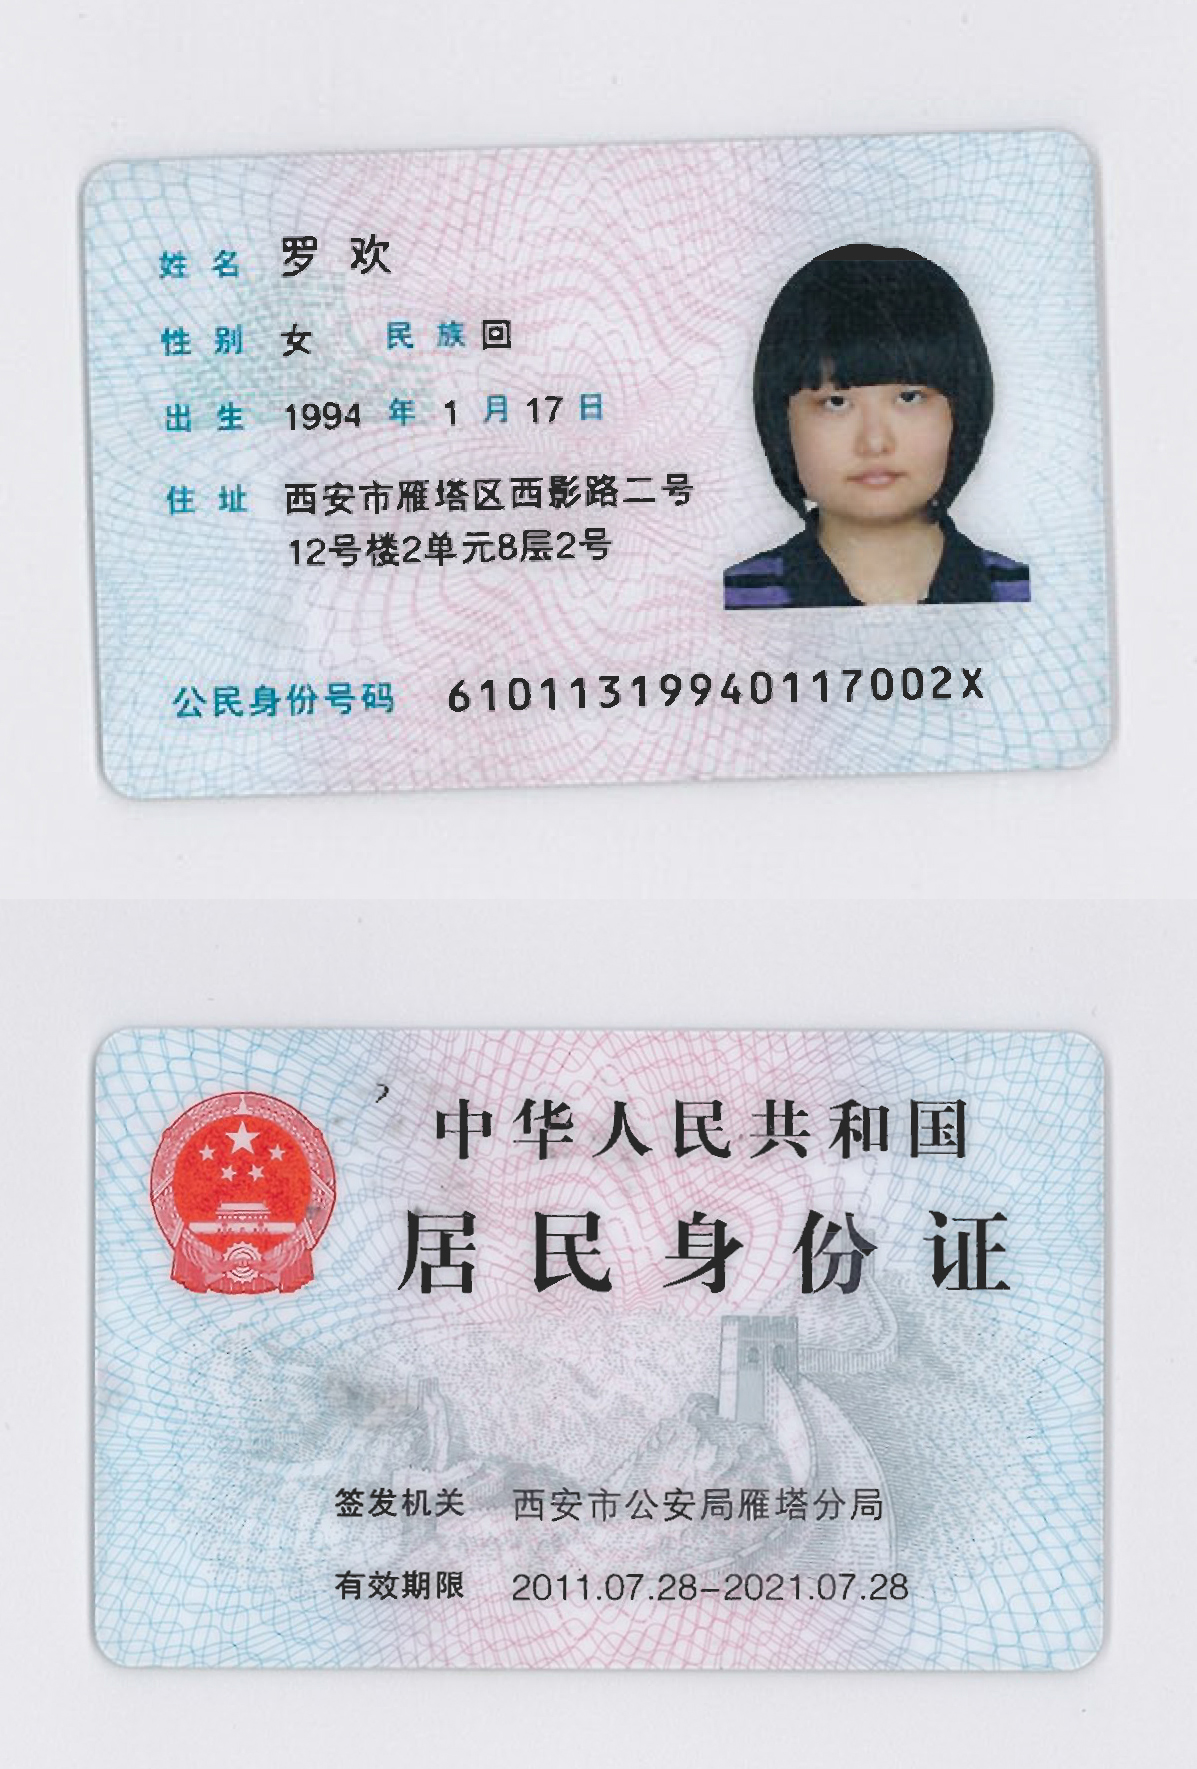 姓名 罗欢
性别 女 民族 回
出生 1994 年 1 月 17 日
住址 西安市雁塔区西影路二号
12号楼2单元8层2号
公民身份号码 61011319940117002X
中华人民共和国
居民身份证
签发机关 西安市公安局雁塔分局
有效期限 2011.07.28-2021.07.28